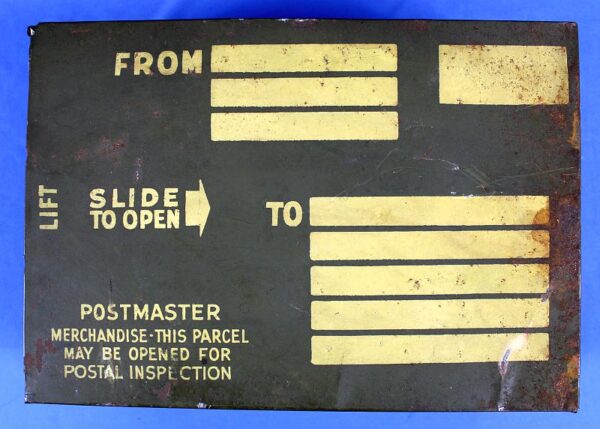 FROM
LIFT
SLIDE
TO OPEN
TO
POSTMASTER
MERCHANDISE-THIS PARCEL
MAY BE OPENED FOR
POSTAL INSPECTION